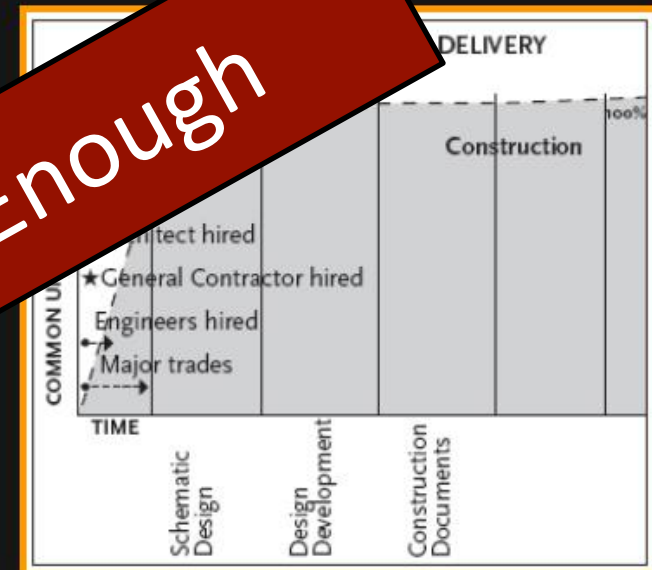 Enough
DELIVERY
100%
Construction
hitect hired
★General Contractor hired
Engineers hired
Major trades
COMMON U
TIME
Schematic
Design
Design
Development
Construction
Documents